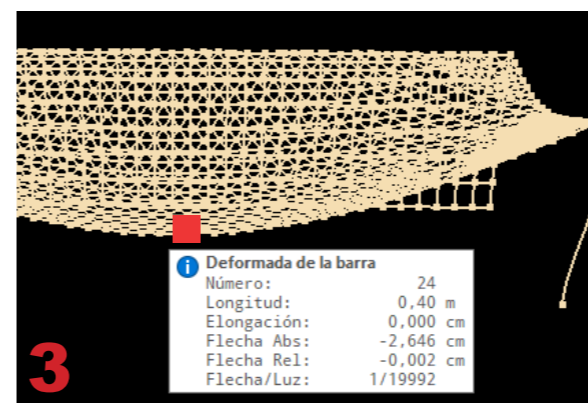 Deformada de la barra
Número: 24
Longitud: 0,40 m
Elongación: 0,000 cm
Flecha Abs: -2,646 cm
Flecha Rel: -0,002 cm
Flecha/Luz: 1/19992
3